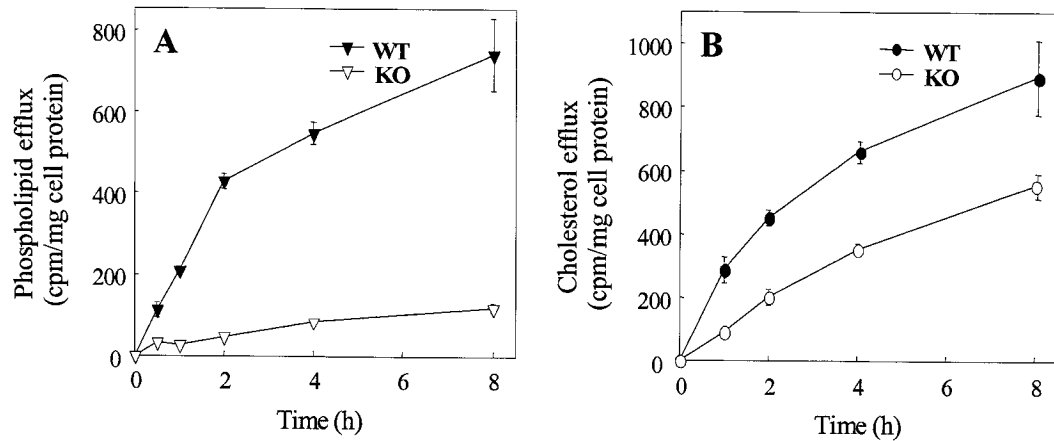 A
WT
KO
Phospholipid efflux
(cpm/mg cell protein)
800
600
400
200
0
0 2 4 6 8
Time (h)
B
WT
KO
Cholesterol efflux
(cpm/mg cell protein)
1000
800
600
400
200
0
0 2 4 6 8
Time (h)